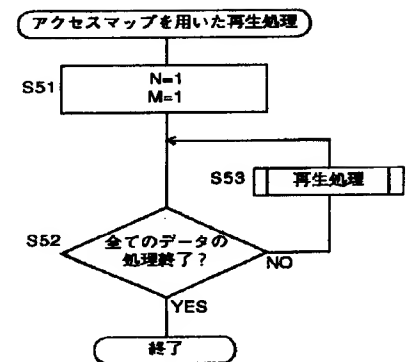 アクセスマップを用いた再生処理
S51
N=1
M=1
S53
再生処理
S52
全てのデータの
処理終了?
NO
YES
終了